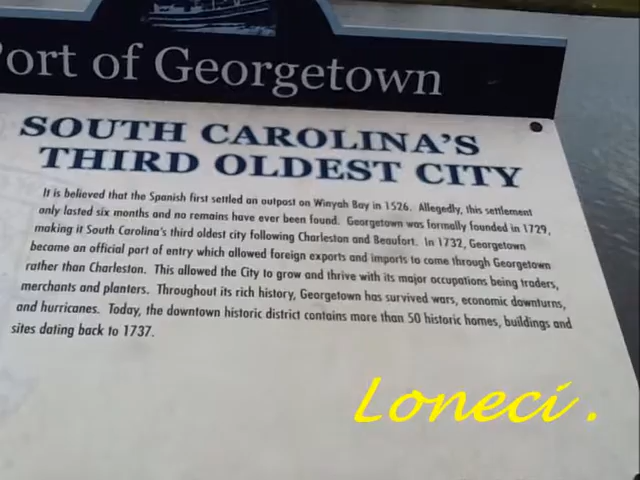 Port of Georgetown
SOUTH CAROLINA'S
THIRD OLDEST CITY
It is believed that the Spanish first settled an outpost on Winyah Bay in 1526. Allegedly, this settlement
only lasted six months and no remains have ever been found. Georgetown was formally founded in 1729,
making it South Carolina's third oldest city following Charleston and Beaufort. In 1732, Georgetown
became an official port of entry which allowed foreign exports and imports to come through Georgetown
rather than Charleston. This allowed the City to grow and thrive with its major occupations being traders,
merchants and planters. Throughout its rich history, Georgetown has survived wars, economic downturns,
and hurricanes. Today, the downtown historic district contains more than 50 historic homes, buildings and
sites dating back to 1737.
Loneci.